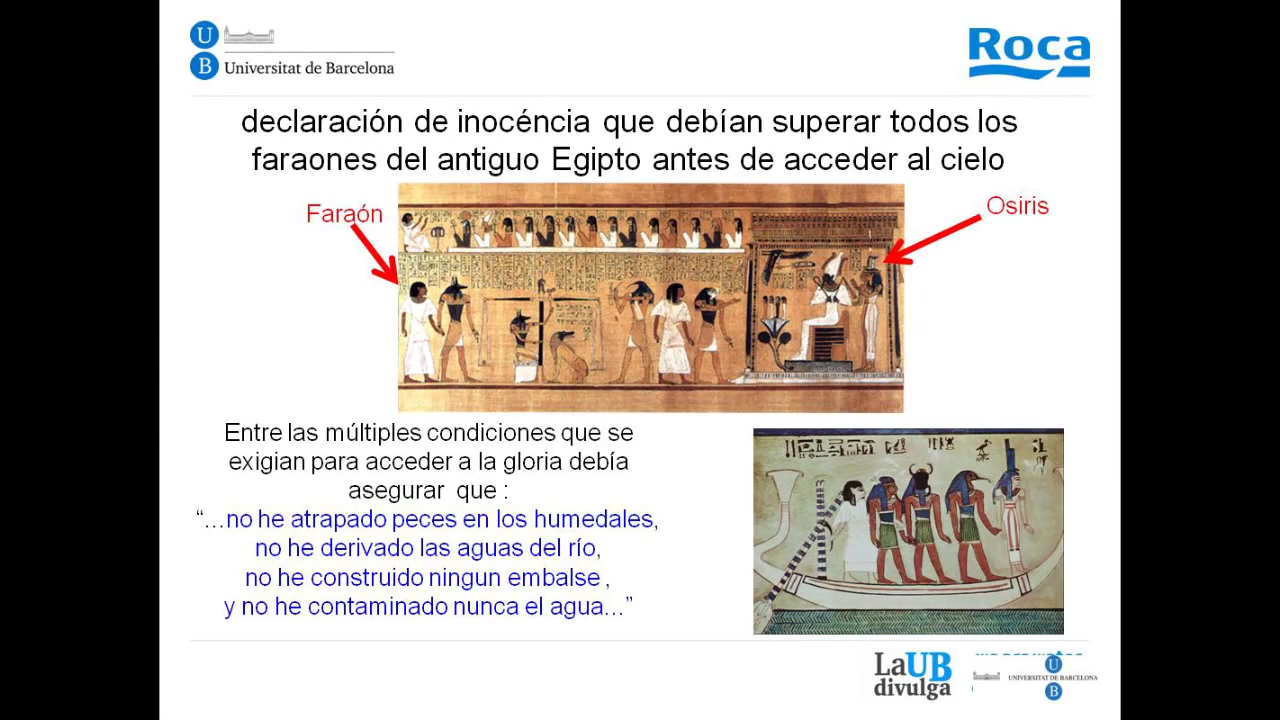 U
B
Universitat de Barcelona
Roca
declaración de inocéncia que debían superar todos los
faraones del antiguo Egipto antes de acceder al cielo
Faraón
Osiris
Entre las múltiples condiciones que se
exigian para acceder a la gloria debía
asegurar que :
“...no he atrapado peces en los humedales,
no he derivado las aguas del río,
no he construido ningun embalse ,
y no he contaminado nunca el agua...”
LaUB
divulga
U
UNIVERSITAT DE BARCELONA
B